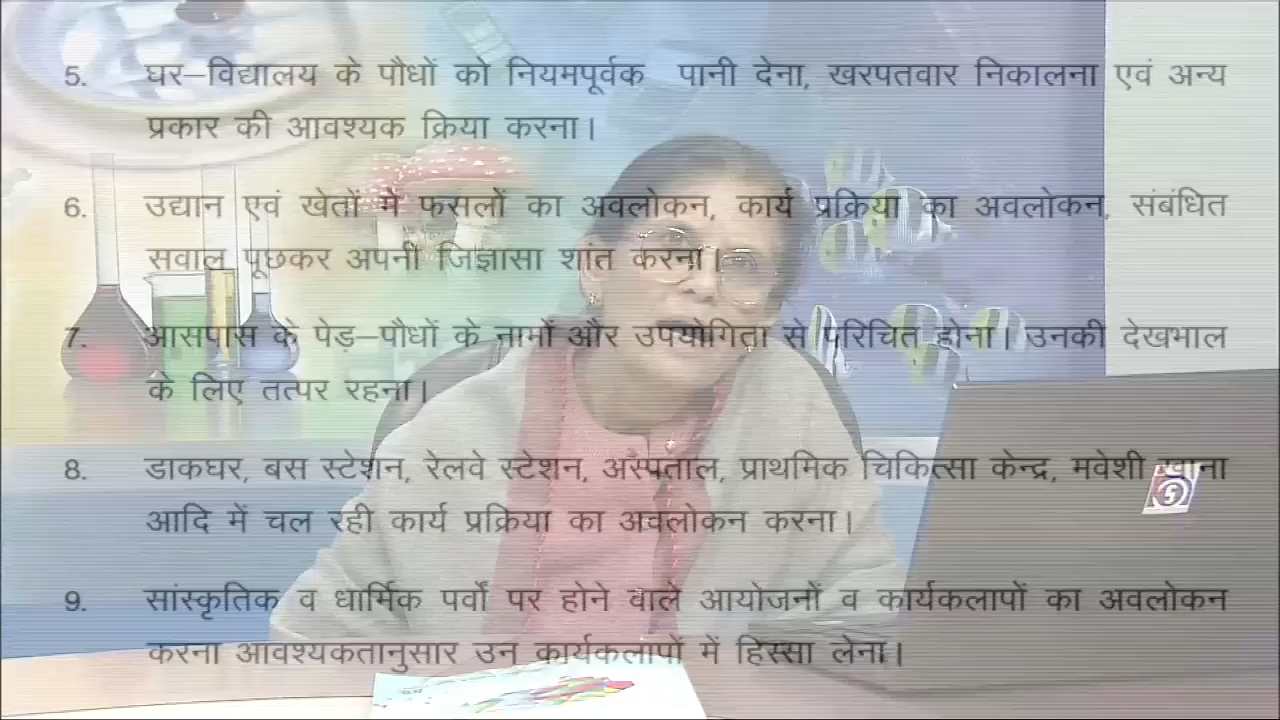 5. घर–विद्यालय के पौधों को नियमपूर्वक पानी देना, खरपतवार निकालना एवं अन्य
प्रकार की आवश्यक क्रिया करना।
6. उद्यान एवं खेतों मे फसलों का अवलोकन, कार्य प्रक्रिया का अवलोकन, संबंधित
सवाल पूछकर अपनी जिज्ञासा शांत करना।
7. आसपास के पेड़–पौधों के नामों और उपयोगिता से परिचित होना। उनकी देखभाल
के लिए तत्पर रहना।
8. डाकघर, बस स्टेशन, रेलवे स्टेशन, अस्पताल, प्राथमिक चिकित्सा केन्द्र, मवेशी खाना
आदि में चल रही कार्य प्रक्रिया का अवलोकन करना।
9. सांस्कृतिक व धार्मिक पर्वों पर होने वाले आयोजनों व कार्यकलापों का अवलोकन
करना आवश्यकतानुसार उन कार्यकलापों में हिस्सा लेना।